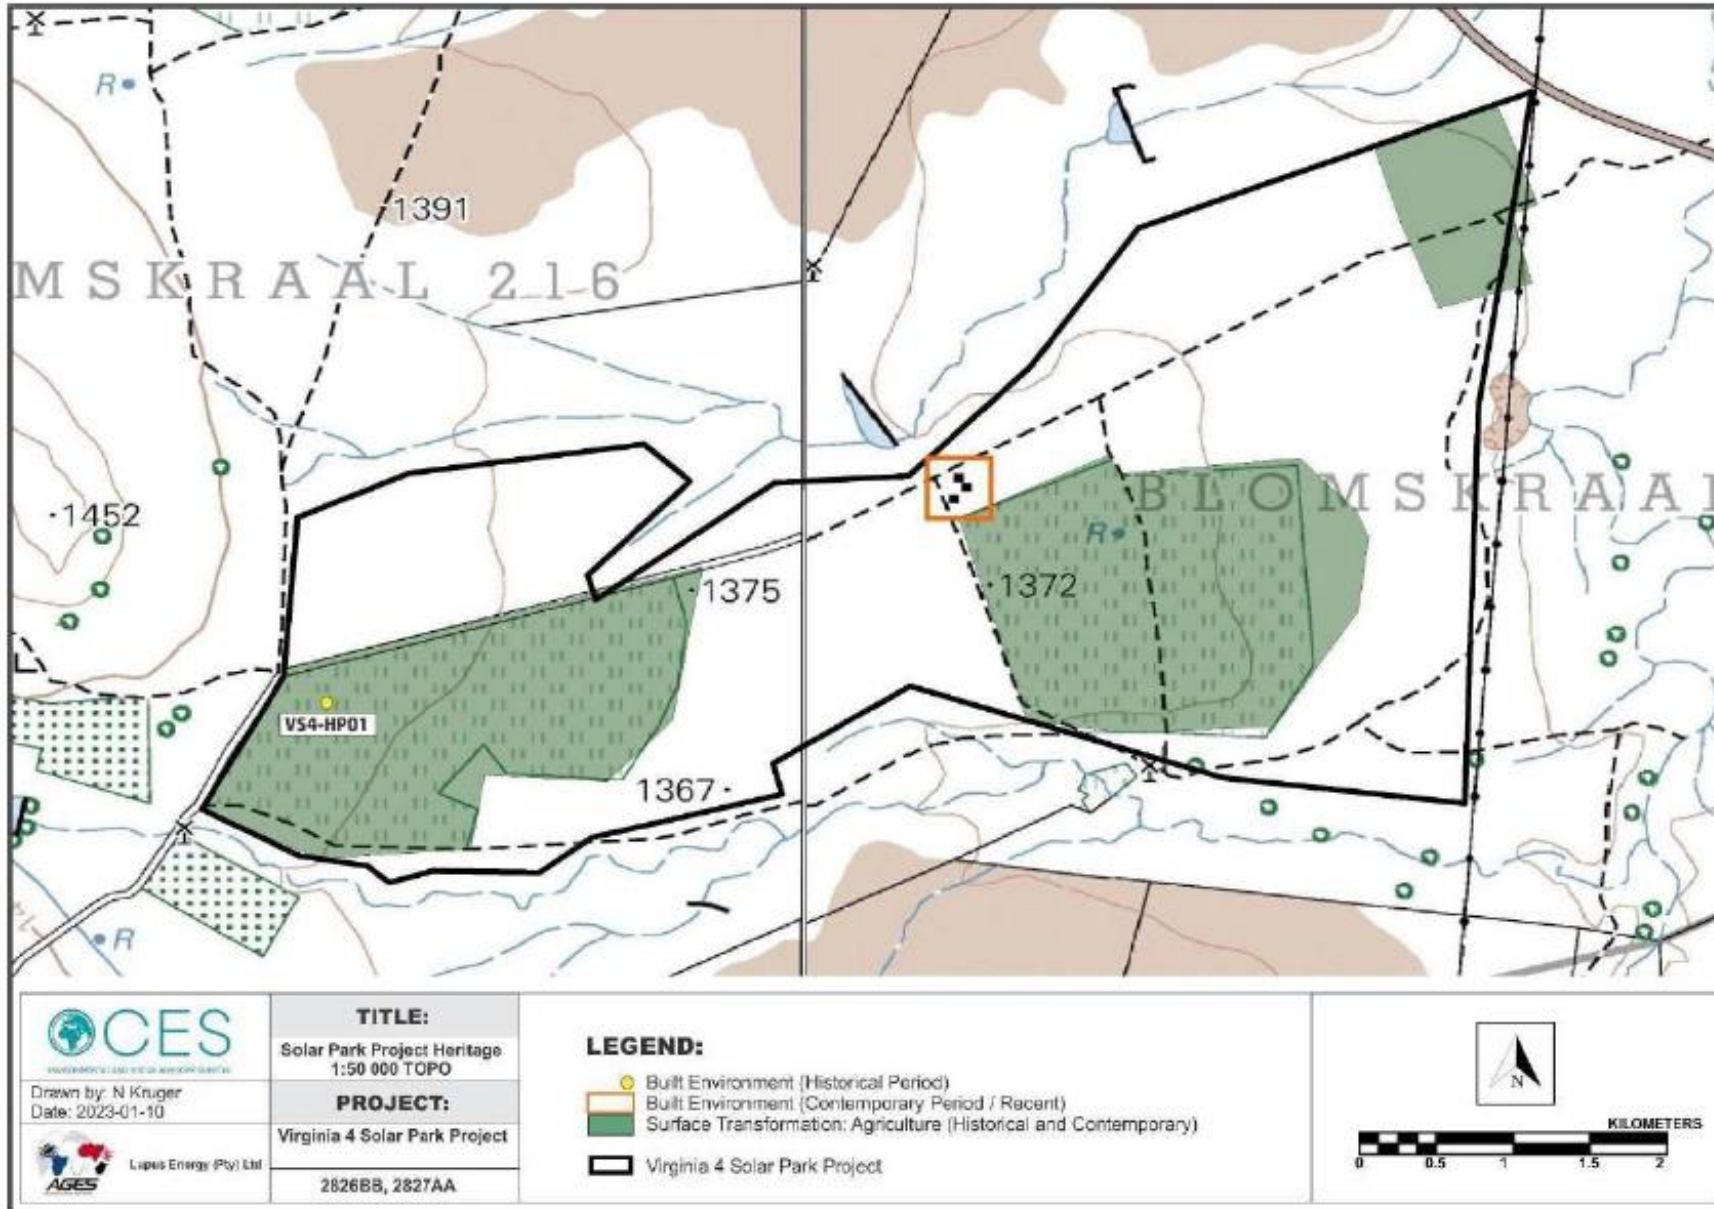 R
1391
MSKRAAL 216
1452
BLOMSKRAAL
R
1372
1375
VS4-HP01
1367
R
CES
TITLE:
Solar Park Project Heritage
1:50 000 TOPO
Drawn by: N Kruger
Date: 2023-01-10
PROJECT:
Virginia 4 Solar Park Project
AGES
Lupus Energy (Pty) Ltd
2826BB, 2827AA
LEGEND:
Built Environment (Historical Period)
Built Environment (Contemporary Period / Recent)
Surface Transformation: Agriculture (Historical and Contemporary)
Virginia 4 Solar Park Project
N
KILOMETERS
0 0.5 1 1.5 2